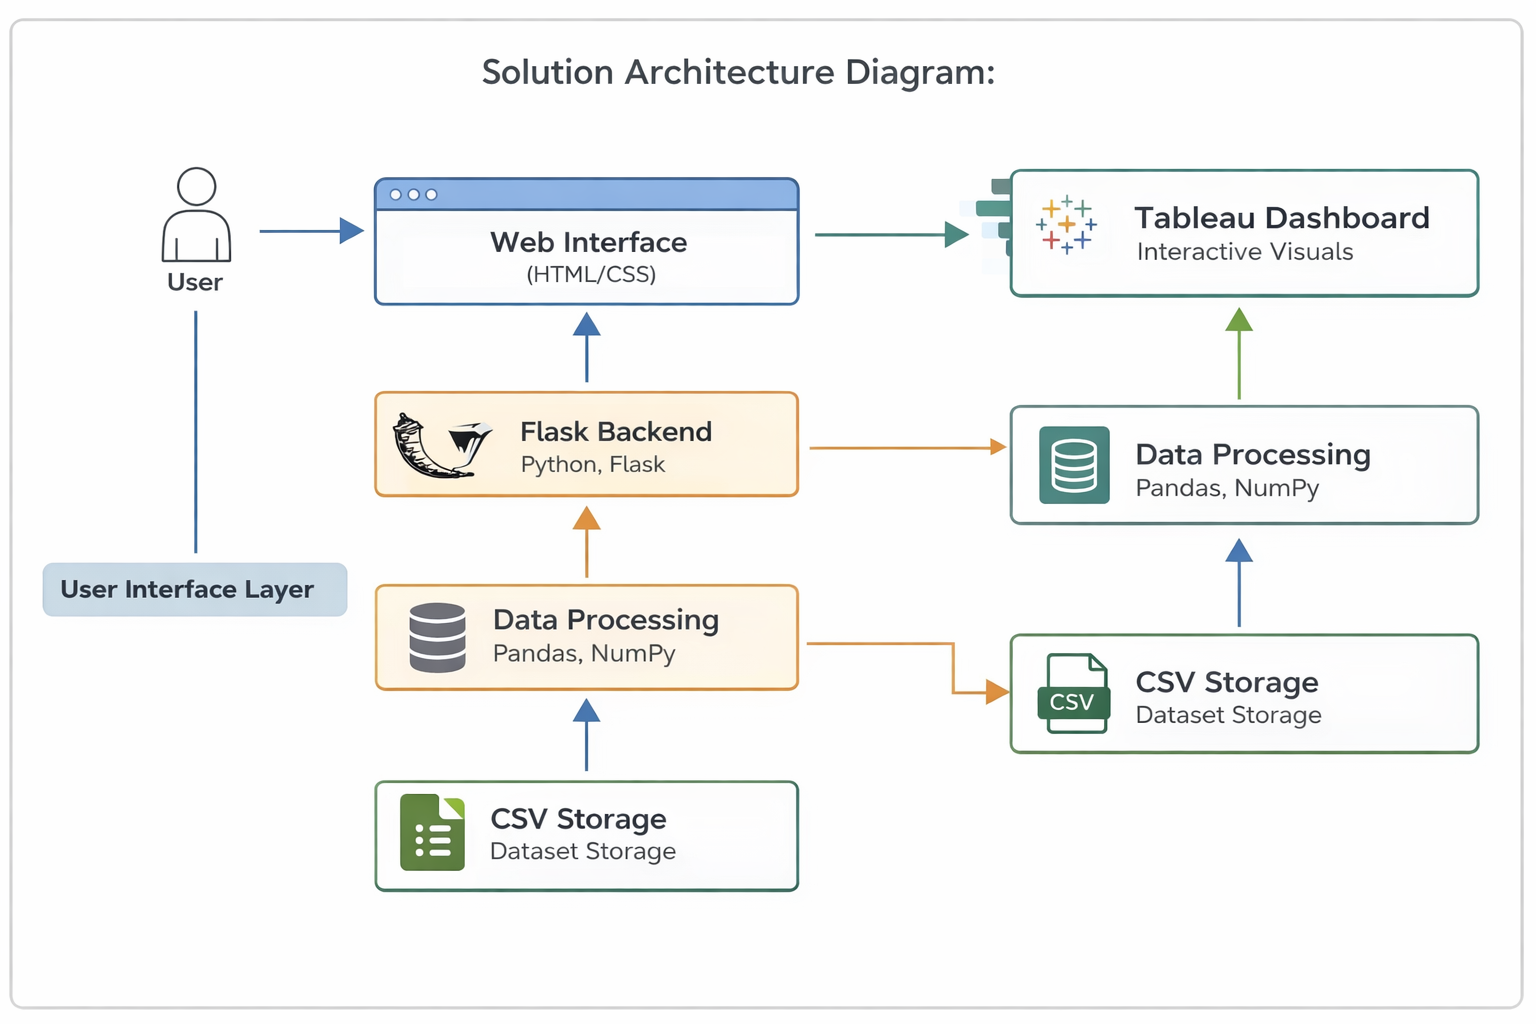 Solution Architecture Diagram:
User
Web Interface
(HTML/CSS)
Tableau Dashboard
Interactive Visuals
Flask Backend
Python, Flask
Data Processing
Pandas, NumPy
User Interface Layer
Data Processing
Pandas, NumPy
CSV
CSV Storage
Dataset Storage
CSV Storage
Dataset Storage